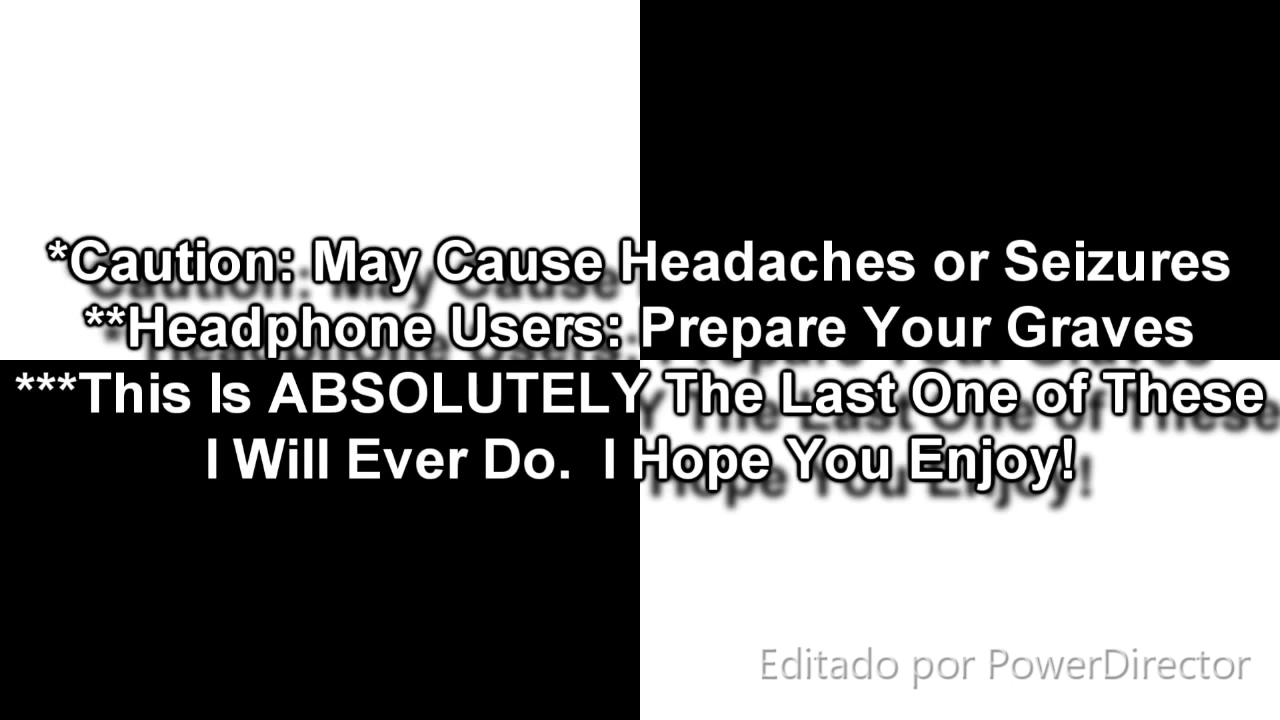 *Caution: May Cause Headaches or Seizures
**Headphone Users: Prepare Your Graves
***This Is ABSOLUTELY The Last One of These
I Will Ever Do.  I Hope You Enjoy!
Editado por PowerDirector